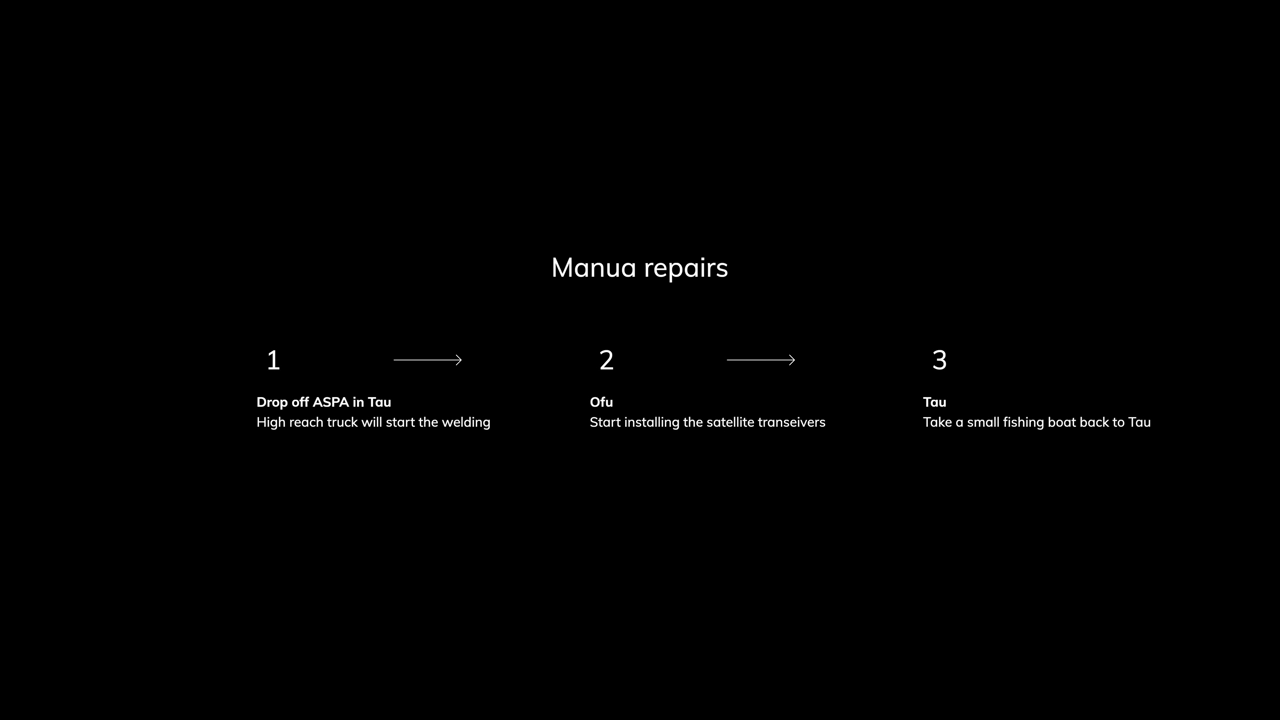 Manua repairs
1
Drop off ASPA in Tau
High reach truck will start the welding
2
Ofu
Start installing the satellite transeivers
3
Tau
Take a small fishing boat back to Tau